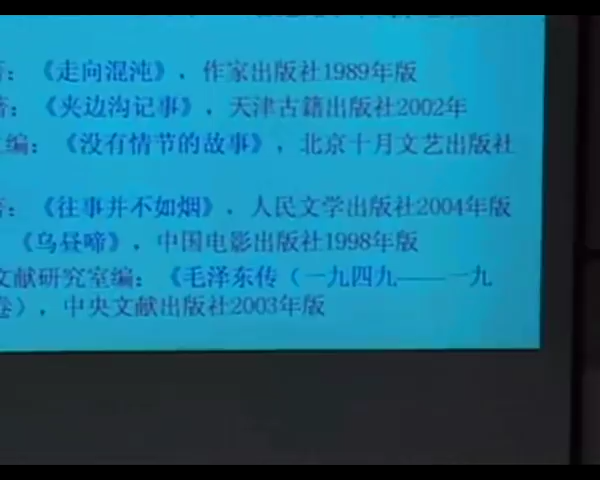 著：《走向混沌》，作家出版社1989年版
著：《夹边沟记事》，天津古籍出版社2002年
主编：《没有情节的故事》，北京十月文艺出版社
著：《往事并不如烟》，人民文学出版社2004年版
《乌昼啼》，中国电影出版社1998年版
文献研究室编：《毛泽东传（一九四九——一九
卷），中央文献出版社2003年版